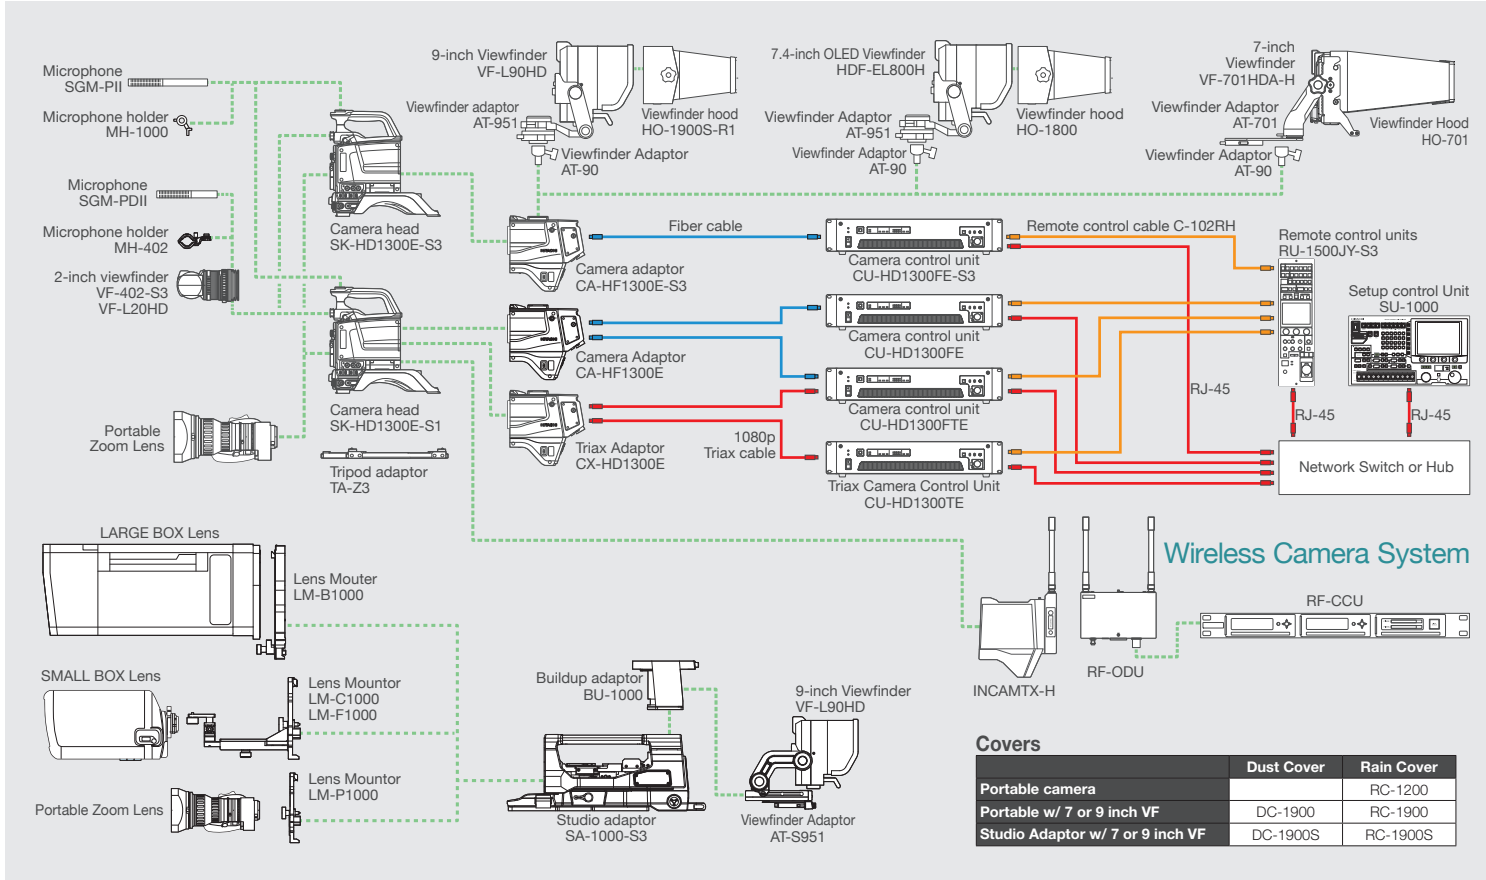 Microphone
SGM-PII
Microphone holder
MH-1000
Microphone
SGM-PDII
Microphone holder
MH-402
2-inch viewfinder
VF-402-S3
VF-L20HD
Portable
Zoom Lens
Camera head
SK-HD1300E-S3
Camera head
SK-HD1300E-S1
Tripod adaptor
TA-Z3
9-inch Viewfinder
VF-L90HD
Viewfinder adaptor
AT-951
Viewfinder hood
HO-1900S-R1
Viewfinder Adaptor
AT-90
7.4-inch OLED Viewfinder
HDF-EL800H
Viewfinder Adaptor
AT-951
Viewfinder hood
HO-1800
Viewfinder Adaptor
AT-90
7-inch
Viewfinder
VF-701HDA-H
Viewfinder Adaptor
AT-701
Viewfinder Hood
HO-701
Viewfinder Adaptor
AT-90
Camera adaptor
CA-HF1300E-S3
Camera Adaptor
CA-HF1300E
Triax Adaptor
CX-HD1300E
Fiber cable
1080p
Triax cable
Camera control unit
CU-HD1300FE-S3
Camera control unit
CU-HD1300FE
Camera control unit
CU-HD1300FTE
Triax Camera Control Unit
CU-HD1300TE
Remote control cable C-102RH
Remote control units
RU-1500JY-S3
Setup control Unit
SU-1000
RJ-45
RJ-45
RJ-45
Network Switch or Hub
Wireless Camera System
INCAMTX-H
RF-ODU
RF-CCU
LARGE BOX Lens
Lens Mouter
LM-B1000
SMALL BOX Lens
Lens Mountor
LM-C1000
LM-F1000
Portable Zoom Lens
Lens Mountor
LM-P1000
Buildup adaptor
BU-1000
Studio adaptor
SA-1000-S3
9-inch Viewfinder
VF-L90HD
Viewfinder Adaptor
AT-S951
Covers
Dust Cover Rain Cover
Portable camera RC-1200
Portable w/ 7 or 9 inch VF DC-1900 RC-1900
Studio Adaptor w/ 7 or 9 inch VF DC-1900S RC-1900S